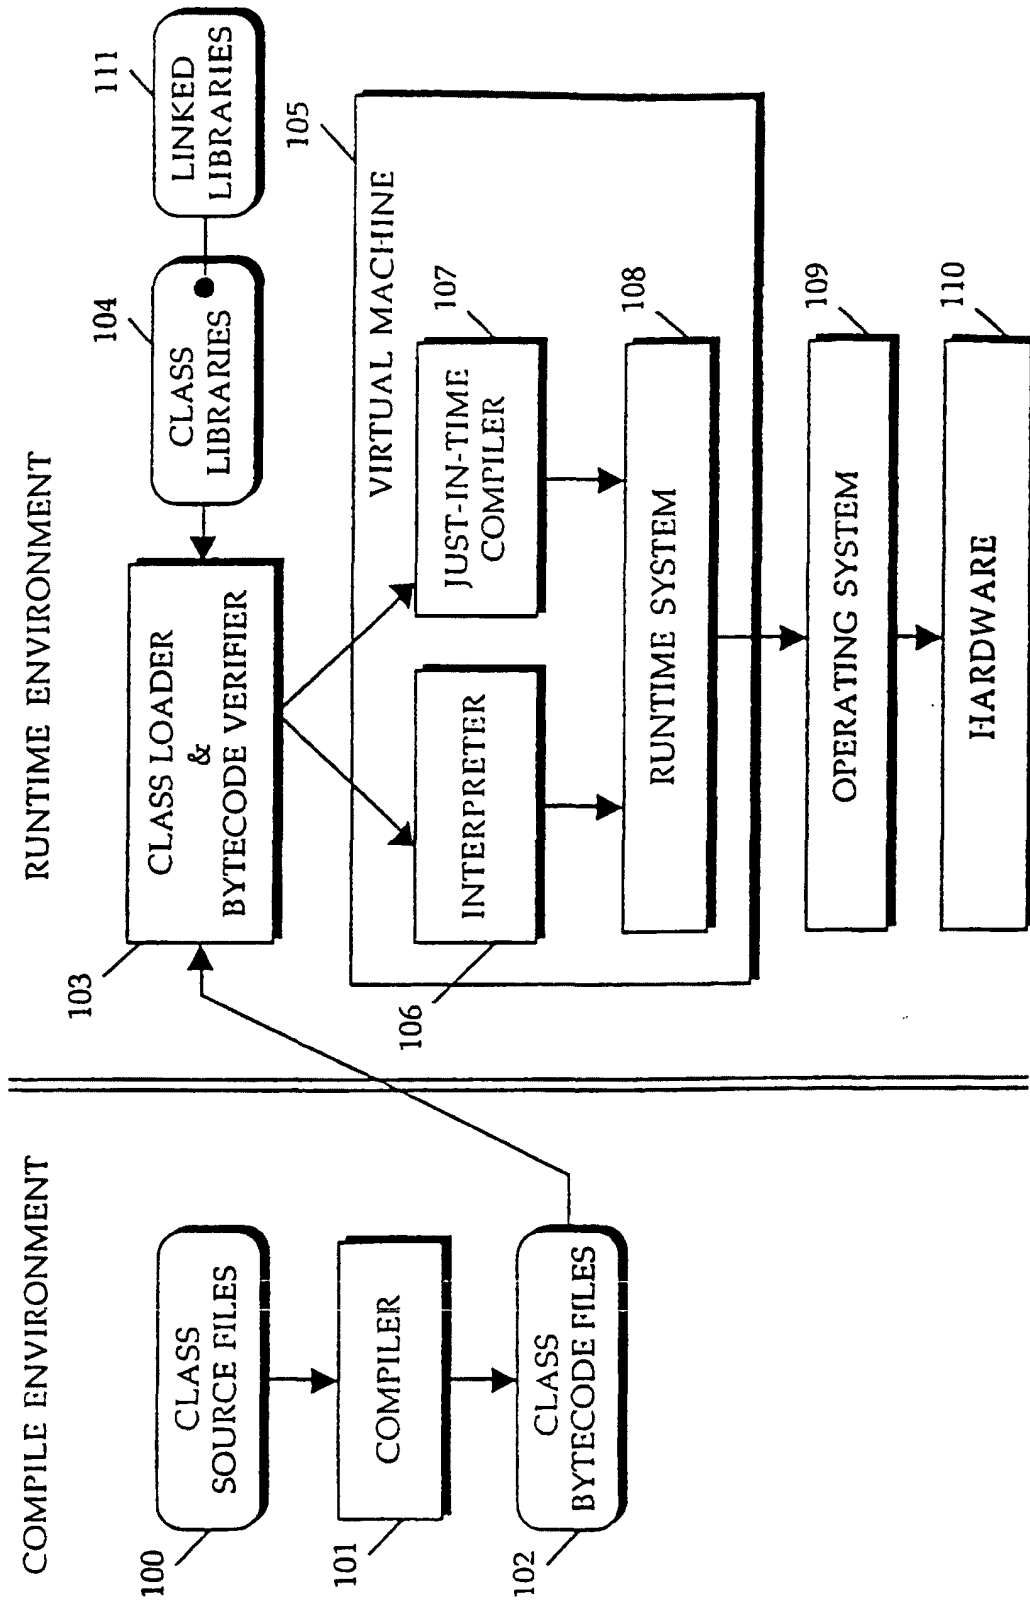 COMPILE ENVIRONMENT
100
CLASS
SOURCE FILES
101
COMPILER
102
CLASS
BYTECODE FILES
RUNTIME ENVIRONMENT
103
CLASS LOADER
&
BYTECODE VERIFIER
104
CLASS
LIBRARIES
111
LINKED
LIBRARIES
105
VIRTUAL MACHINE
106
INTERPRETER
107
JUST-IN-TIME
COMPILER
108
RUNTIME SYSTEM
109
OPERATING SYSTEM
110
HARDWARE